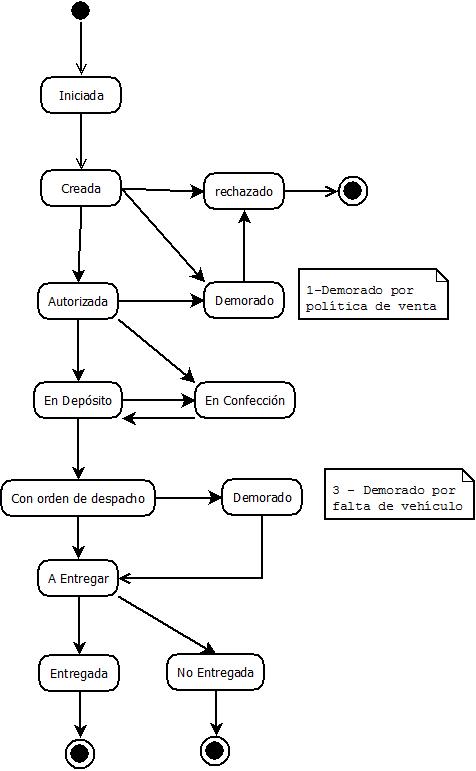 Iniciada
Creada
rechazado
Autorizada
Demorado
1-Demorado por
política de venta
En Depósito
En Confección
Con orden de despacho
Demorado
3 - Demorado por
falta de vehículo
A Entregar
Entregada
No Entregada